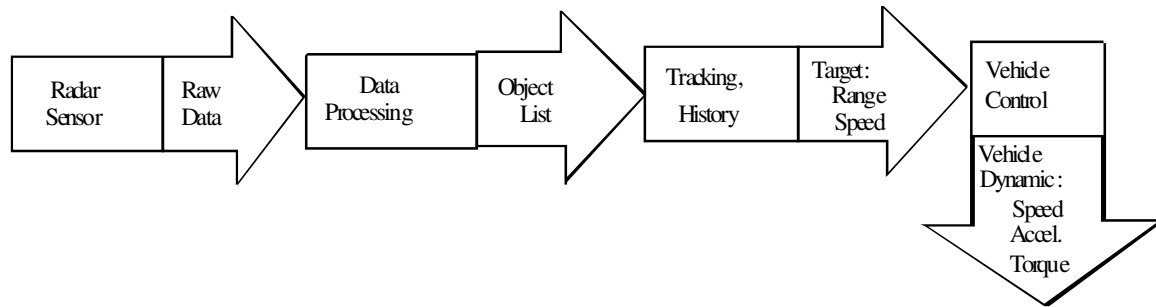 Radar
Sensor
Raw
Data
Data
Processing
Object
List
Tracking,
History
Target:
Range
Speed
Vehicle
Control
Vehicle
Dynamic:
Speed
Accel.
Torque